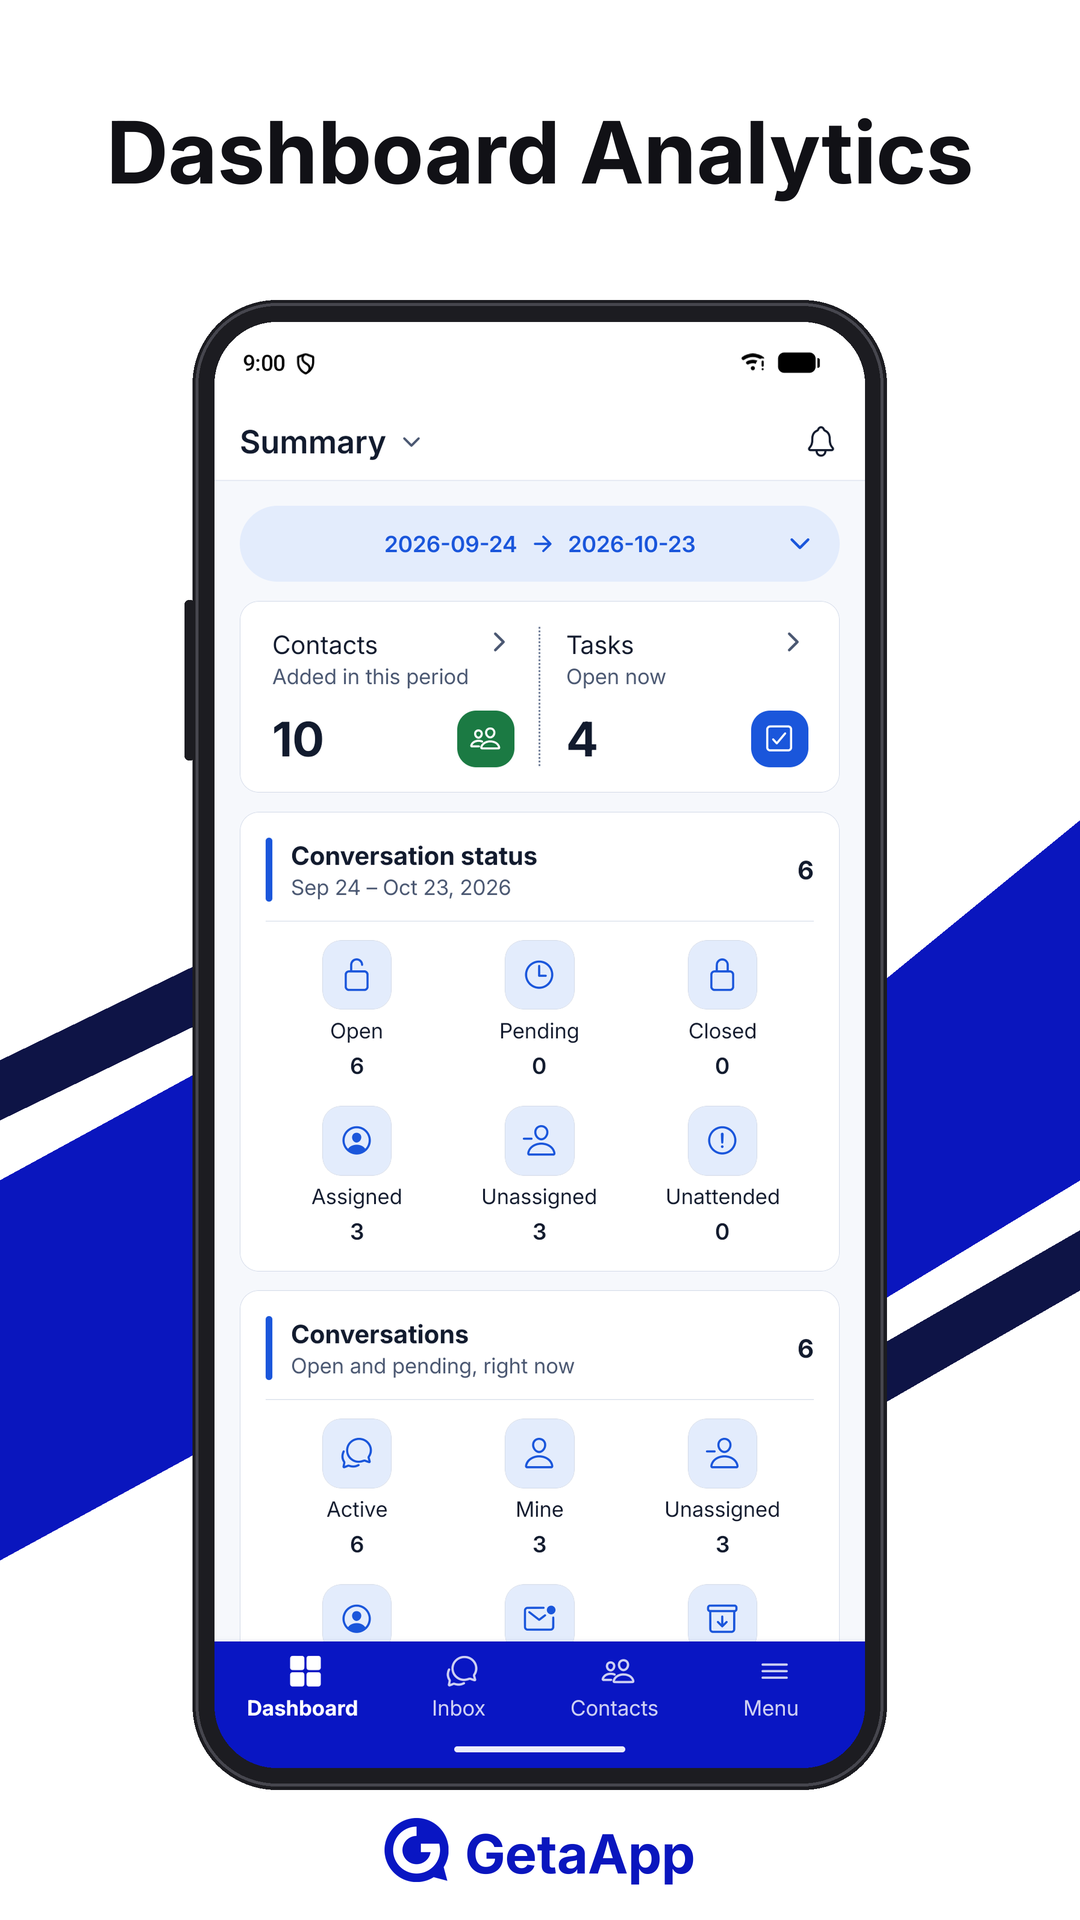 Dashboard Analytics
9:00
Summary
2026-09-24 → 2026-10-23
Contacts
Added in this period
10
Tasks
Open now
4
Conversation status
Sep 24 – Oct 23, 2026
6
Open
6
Pending
0
Closed
0
Assigned
3
Unassigned
3
Unattended
0
Conversations
Open and pending, right now
6
Active
6
Mine
3
Unassigned
3
Dashboard
Inbox
Contacts
Menu
GetaApp